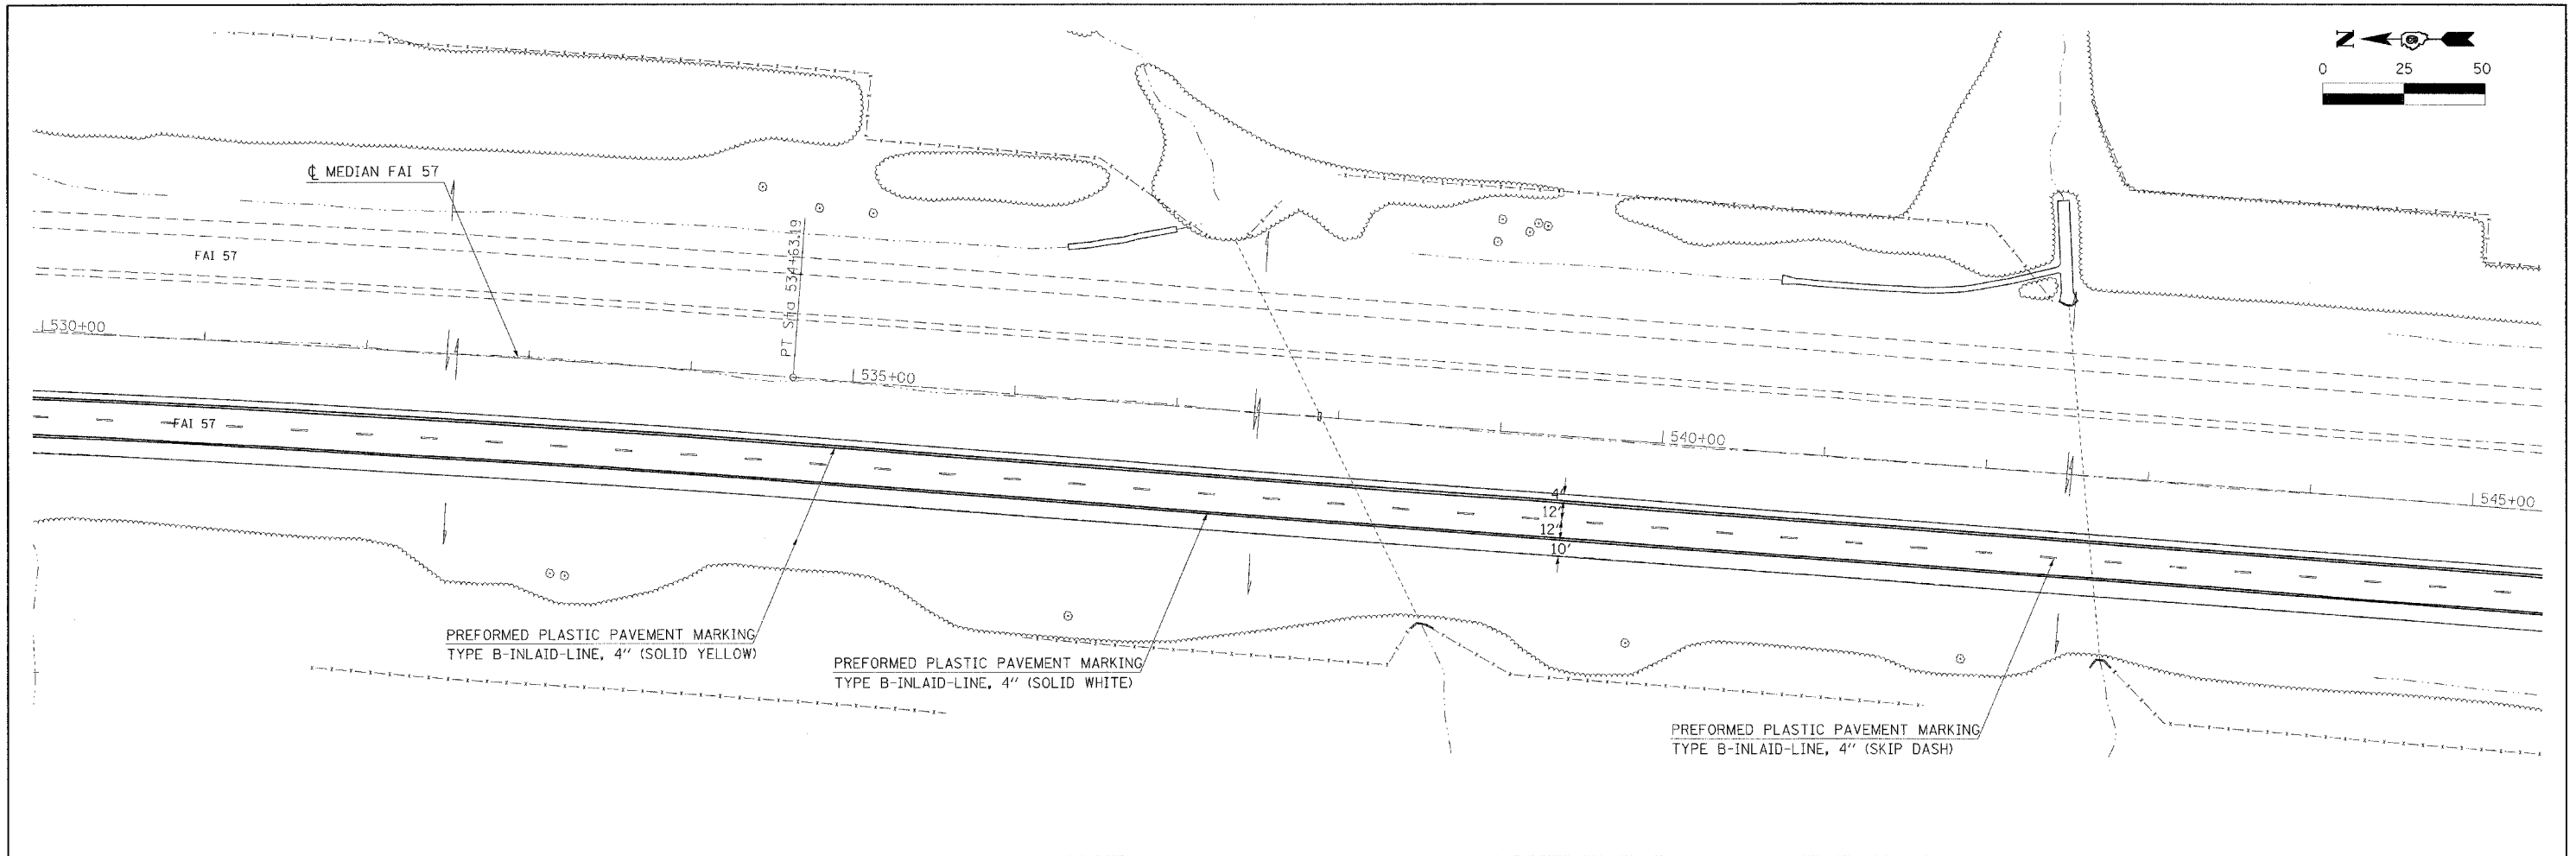 N
0 25 50
℄ MEDIAN FAI 57
FAI 57
PT Sta 534+63.19
530+00
535+00
540+00
545+00
FAI 57
4'
12'
12'
10'
PREFORMED PLASTIC PAVEMENT MARKING
TYPE B-INLAID-LINE, 4" (SOLID YELLOW)
PREFORMED PLASTIC PAVEMENT MARKING
TYPE B-INLAID-LINE, 4" (SOLID WHITE)
PREFORMED PLASTIC PAVEMENT MARKING
TYPE B-INLAID-LINE, 4" (SKIP DASH)